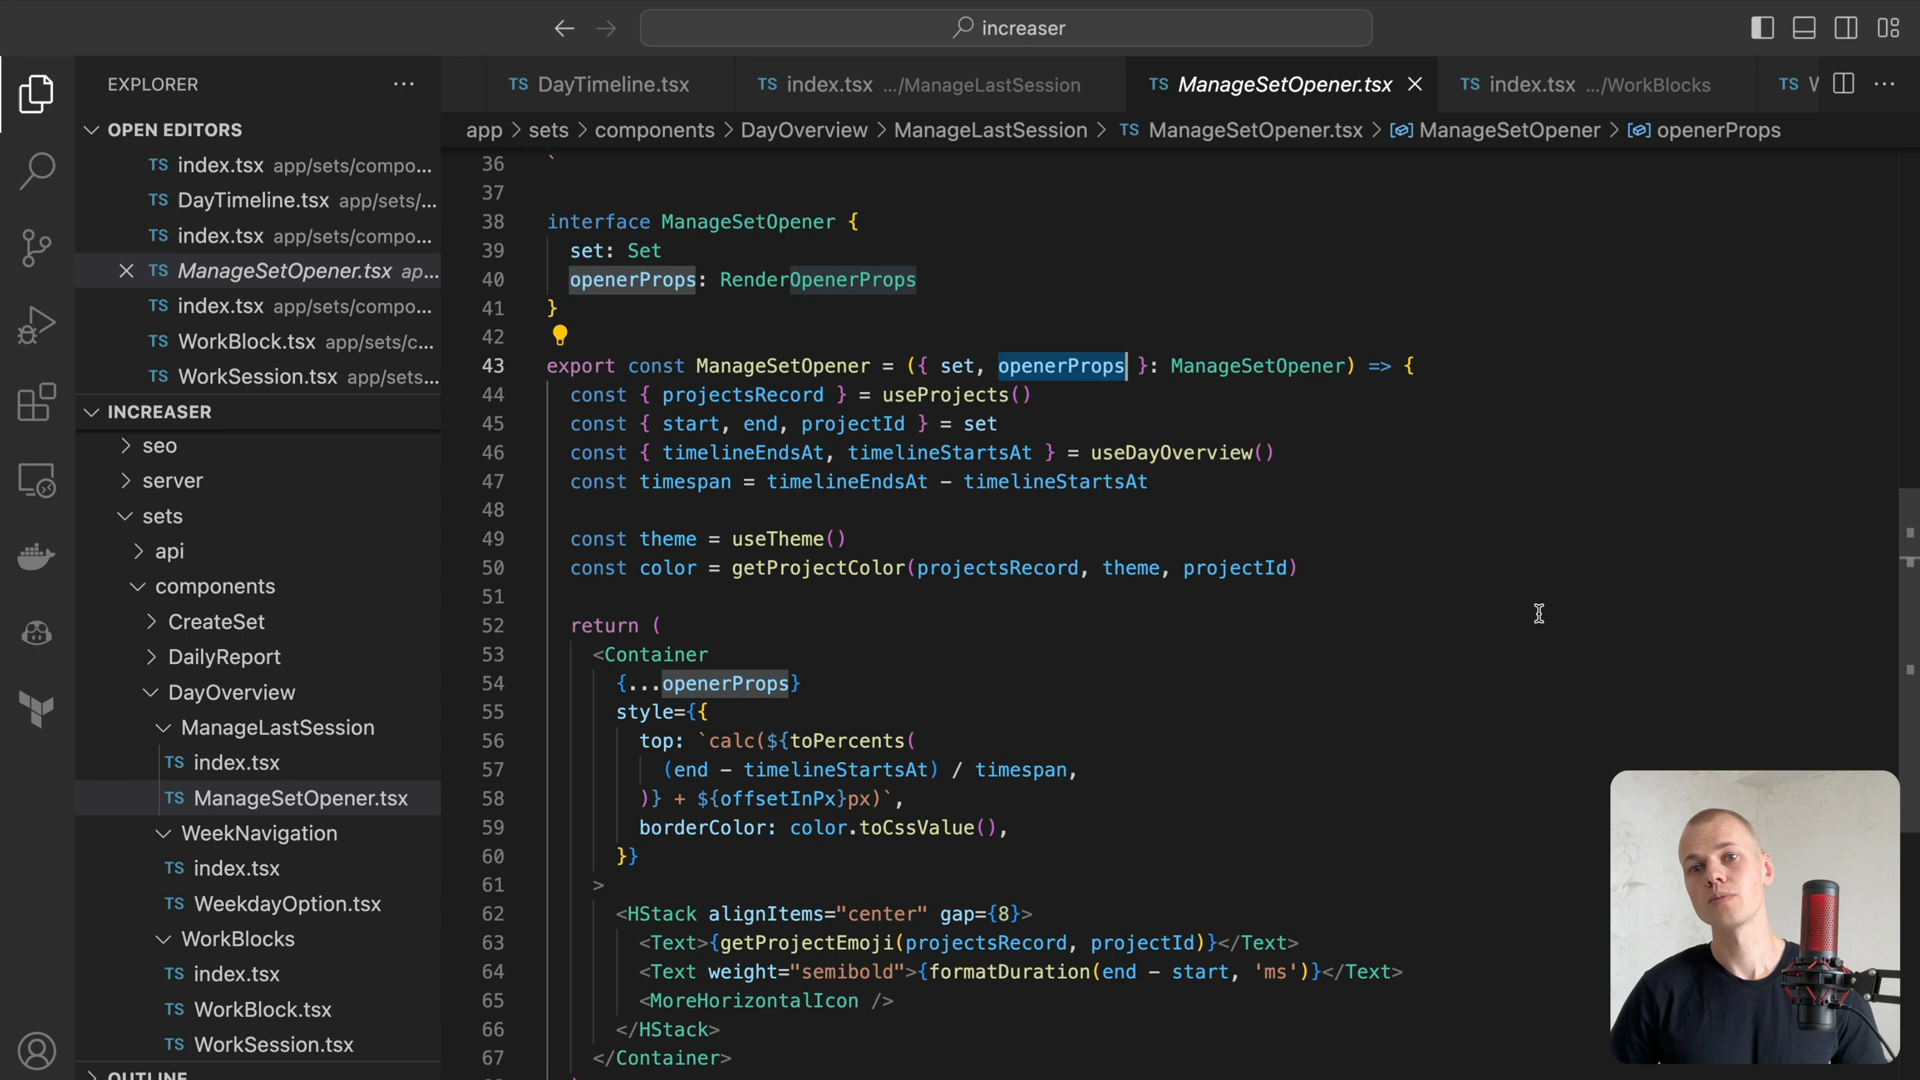 increaser
EXPLORER
OPEN EDITORS
TS index.tsx app/sets/compo...
TS DayTimeline.tsx app/sets/...
TS index.tsx app/sets/compo...
TS ManageSetOpener.tsx ap...
TS index.tsx app/sets/compo...
TS WorkBlock.tsx app/sets/c...
TS WorkSession.tsx app/sets...
INCREASER
seo
server
sets
api
components
CreateSet
DailyReport
DayOverview
ManageLastSession
TS index.tsx
TS ManageSetOpener.tsx
WeekNavigation
TS index.tsx
TS WeekdayOption.tsx
WorkBlocks
TS index.tsx
TS WorkBlock.tsx
TS WorkSession.tsx
OUTLINE
TS DayTimeline.tsx
TS index.tsx .../ManageLastSession
TS ManageSetOpener.tsx
TS index.tsx .../WorkBlocks
TS
app > sets > components > DayOverview > ManageLastSession > TS ManageSetOpener.tsx > ManageSetOpener > openerProps
36 `
37
38 interface ManageSetOpener {
39 set: Set
40 openerProps: RenderOpenerProps
41 }
42
43 export const ManageSetOpener = ({ set, openerProps }: ManageSetOpener) => {
44 const { projectsRecord } = useProjects()
45 const { start, end, projectId } = set
46 const { timelineEndsAt, timelineStartsAt } = useDayOverview()
47 const timespan = timelineEndsAt - timelineStartsAt
48
49 const theme = useTheme()
50 const color = getProjectColor(projectsRecord, theme, projectId)
51
52 return (
53 <Container
54 {...openerProps}
55 style={{
56 top: `calc(${toPercents(
57 (end - timelineStartsAt) / timespan,
58 )} + ${offsetInPx}px)`,
59 borderColor: color.toCssValue(),
60 }}
61 >
62 <HStack alignItems="center" gap={8}>
63 <Text>{getProjectEmoji(projectsRecord, projectId)}</Text>
64 <Text weight="semibold">{formatDuration(end - start, 'ms')}</Text>
65 <MoreHorizontalIcon />
66 </HStack>
67 </Container>